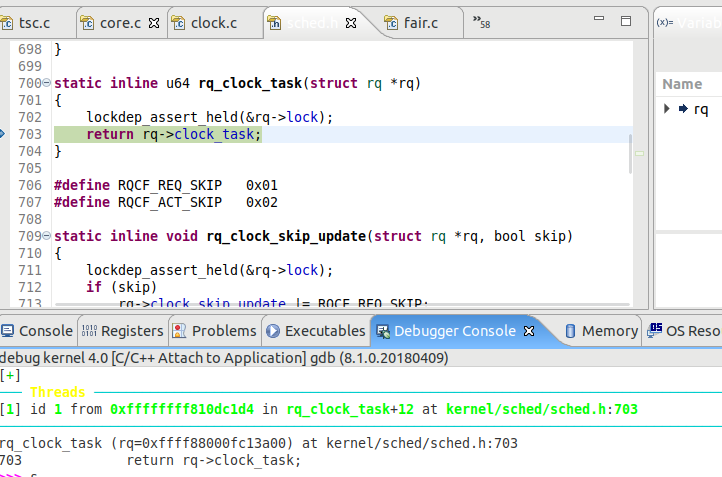 tsc.c core.c clock.c sched.h fair.c »58 (x)= Variab
698 }
699
700 static inline u64 rq_clock_task(struct rq *rq)
701 {
702 lockdep_assert_held(&rq->lock);
703 return rq->clock_task;
704 }
705
706 #define RQCF_REQ_SKIP 0x01
707 #define RQCF_ACT_SKIP 0x02
708
709 static inline void rq_clock_skip_update(struct rq *rq, bool skip)
710 {
711 lockdep_assert_held(&rq->lock);
712 if (skip)
713 rq->clock_skip_update |= RQCF_REQ_SKIP;
Name
rq
Console Registers Problems Executables Debugger Console Memory OS Reso
debug kernel 4.0 [C/C++ Attach to Application] gdb (8.1.0.20180409)
[+]
Threads
[1] id 1 from 0xffffffff810dc1d4 in rq_clock_task+12 at kernel/sched/sched.h:703
rq_clock_task (rq=0xffff88000fc13a00) at kernel/sched/sched.h:703
703 return rq->clock_task;
>>>